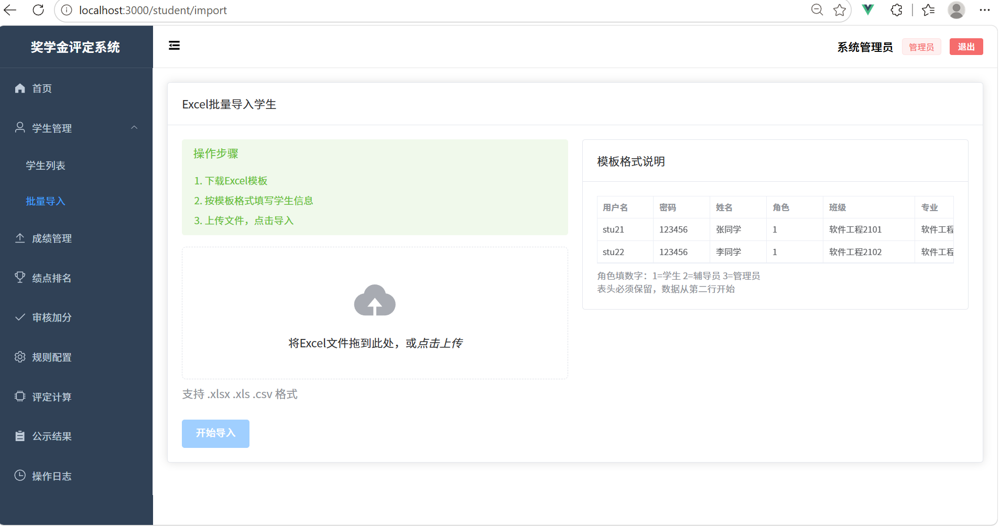 localhost:3000/student/import
奖学金评定系统
系统管理员 管理员 退出
首页
学生管理
学生列表
批量导入
成绩管理
绩点排名
审核加分
规则配置
评定计算
公示结果
操作日志
Excel批量导入学生
操作步骤
1. 下载Excel模板
2. 按模板格式填写学生信息
3. 上传文件，点击导入
将Excel文件拖到此处，或点击上传
支持 .xlsx .xls .csv 格式
开始导入
模板格式说明
用户名 密码 姓名 角色 班级 专业
stu21 123456 张同学 1 软件工程2101 软件工程
stu22 123456 李同学 1 软件工程2102 软件工程
角色填数字：1=学生 2=辅导员 3=管理员
表头必须保留，数据从第二行开始